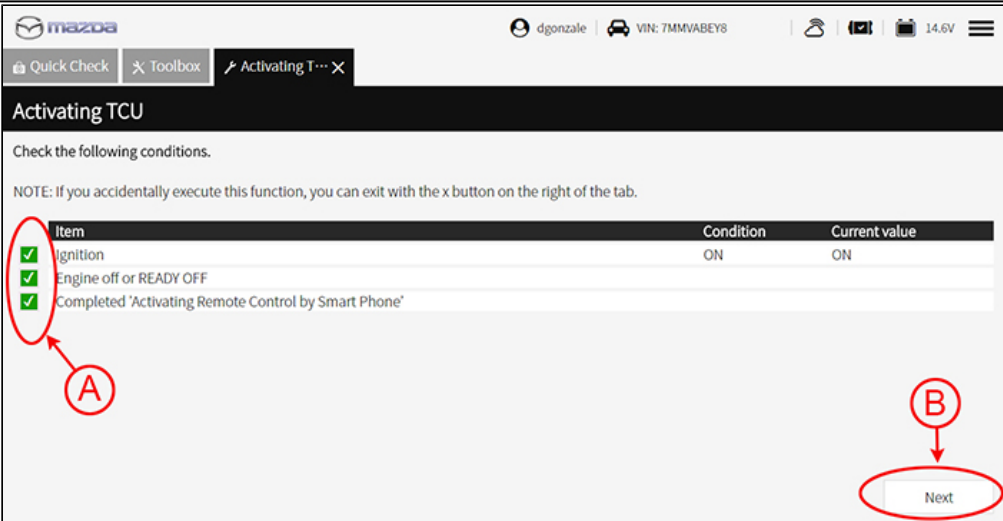 mazda dgonzale VIN: 7MMVABEY8 14.6V
Quick Check Toolbox Activating T··· X
Activating TCU
Check the following conditions.
NOTE: If you accidentally execute this function, you can exit with the x button on the right of the tab.
Item Condition Current value
Ignition ON ON
Engine off or READY OFF
Completed 'Activating Remote Control by Smart Phone'
A
B
Next